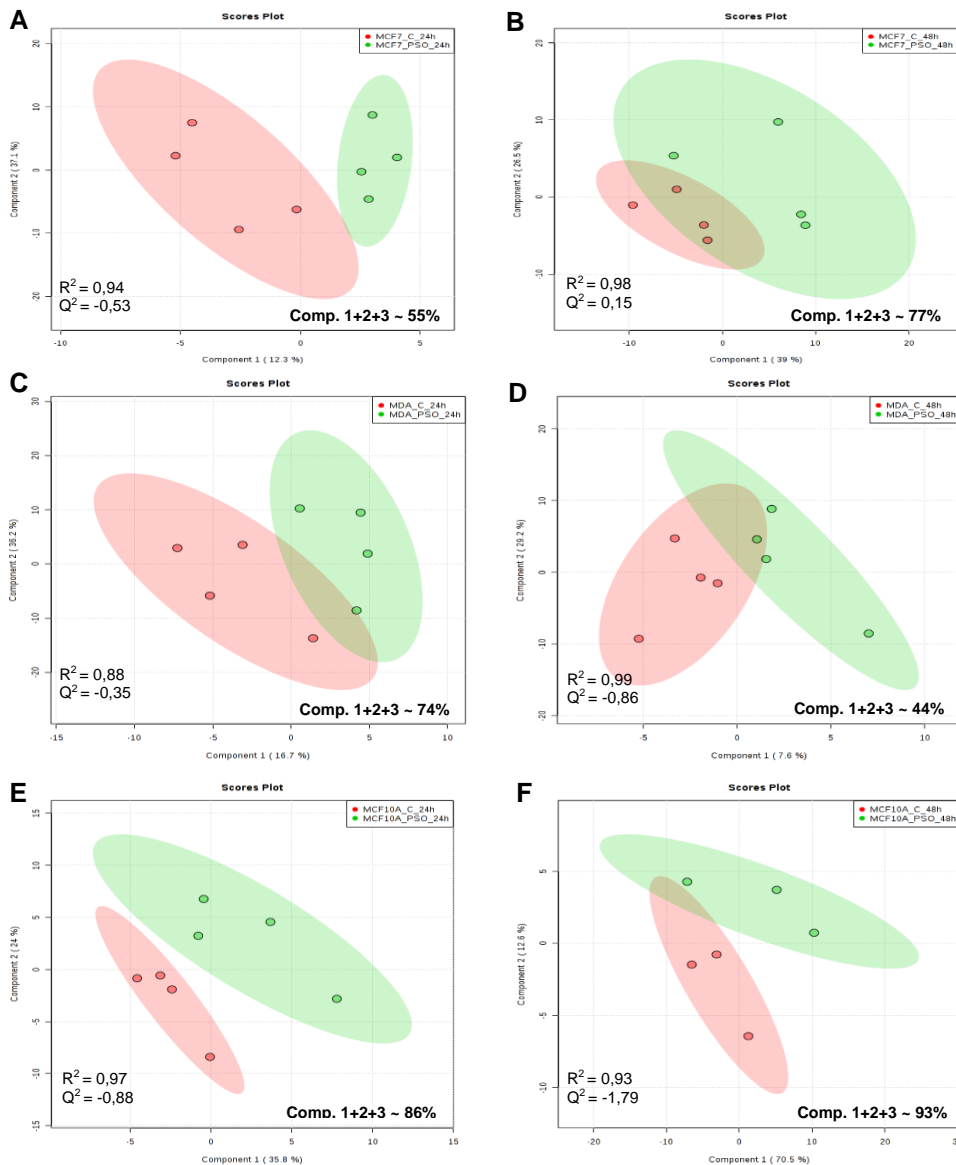 A
Scores Plot
MCF7_C_24h
MCF7_PSO_24h
Component 2 ( 37.1 %)
20
10
0
-10
-20
R² = 0,94
Q² = -0,53
Comp. 1+2+3 ~ 55%
-10
-5
0
5
Component 1 ( 12.3 %)
B
Scores Plot
MCF7_C_48h
MCF7_PSO_48h
Component 2 ( 26.5 %)
20
10
0
-10
R² = 0,98
Q² = 0,15
Comp. 1+2+3 ~ 77%
-10
0
10
20
Component 1 ( 39 %)
C
Scores Plot
MDA_C_24h
MDA_PSO_24h
Component 2 ( 36.2 %)
30
20
10
0
-10
-20
R² = 0,88
Q² = -0,35
Comp. 1+2+3 ~ 74%
-15
-10
-5
0
5
10
Component 1 ( 16.7 %)
D
Scores Plot
MDA_C_48h
MDA_PSO_48h
Component 2 ( 29.2 %)
20
10
0
-10
-20
R² = 0,99
Q² = -0,86
Comp. 1+2+3 ~ 44%
-5
0
5
10
Component 1 ( 7.6 %)
E
Scores Plot
MCF10A_C_24h
MCF10A_PSO_24h
Component 2 ( 24 %)
15
10
5
0
-5
-10
-15
R² = 0,97
Q² = -0,88
Comp. 1+2+3 ~ 86%
-5
0
5
10
15
Component 1 ( 35.8 %)
F
Scores Plot
MCF10A_C_48h
MCF10A_PSO_48h
Component 2 ( 12.6 %)
5
0
-5
-10
R² = 0,93
Q² = -1,79
Comp. 1+2+3 ~ 93%
-20
-10
0
10
20
Component 1 ( 70.5 %)